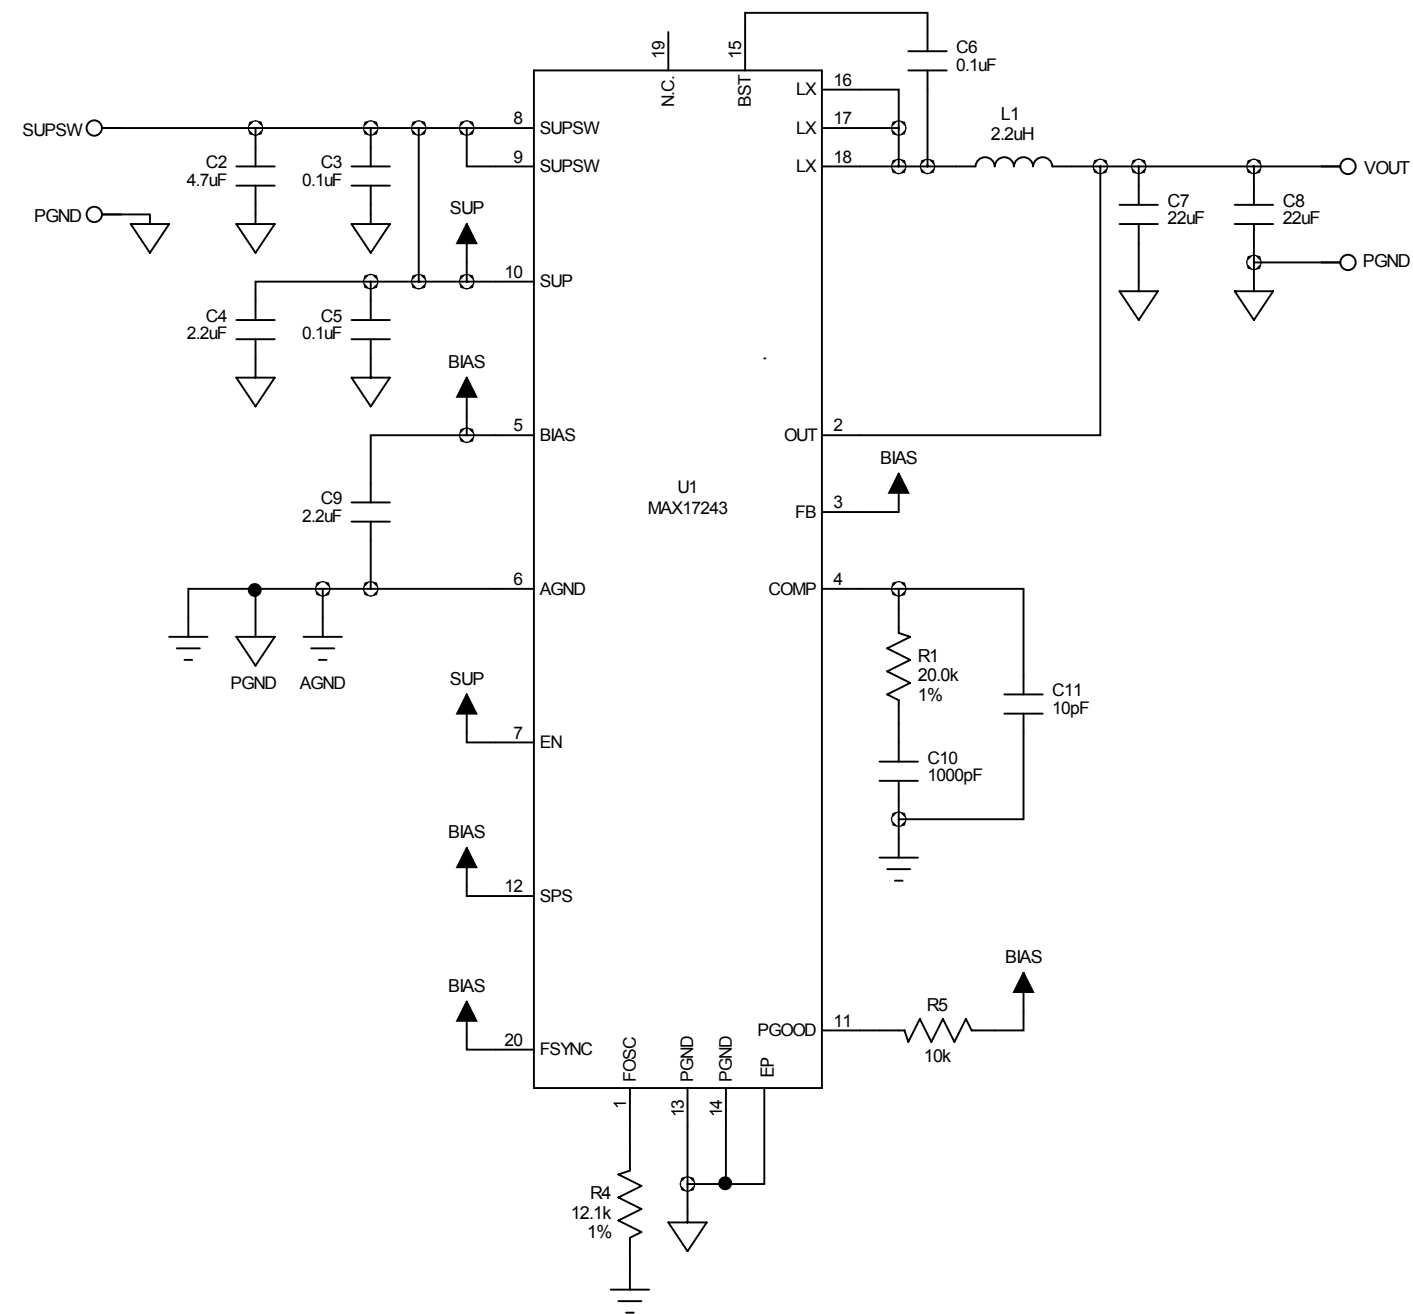 19
15
N.C.
BST
C6
0.1uF
LX
16
LX
17
LX
18
L1
2.2uH
VOUT
SUPSW
8
SUPSW
9
SUPSW
C2
4.7uF
C3
0.1uF
PGND
SUP
10
SUP
C4
2.2uF
C5
0.1uF
C7
22uF
C8
22uF
PGND
BIAS
5
BIAS
OUT
2
BIAS
U1
MAX17243
FB
3
C9
2.2uF
6
AGND
COMP
4
PGND
AGND
R1
20.0k
1%
C11
10pF
C10
1000pF
SUP
7
EN
BIAS
12
SPS
BIAS
20
FSYNC
BIAS
PGOOD
11
R5
10k
FOSC
PGND
PGND
EP
1
13
14
R4
12.1k
1%